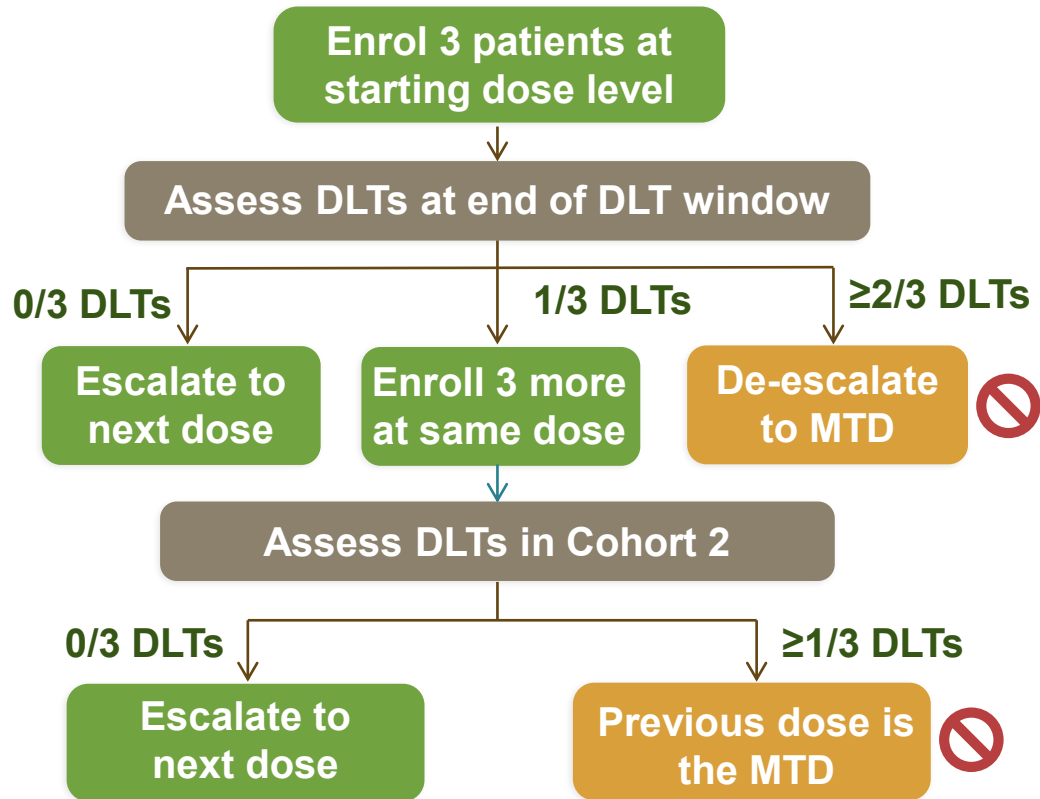 Enrol 3 patients at
starting dose level
Assess DLTs at end of DLT window
0/3 DLTs
1/3 DLTs
≥2/3 DLTs
Escalate to
next dose
Enroll 3 more
at same dose
De-escalate
to MTD
Assess DLTs in Cohort 2
0/3 DLTs
≥1/3 DLTs
Escalate to
next dose
Previous dose is
the MTD